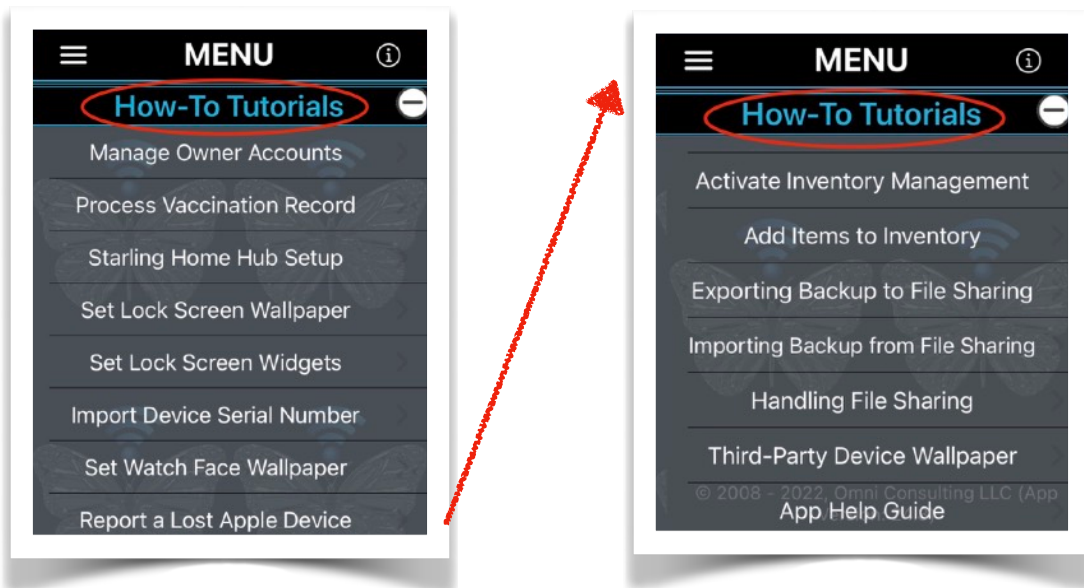 MENU
How-To Tutorials
Manage Owner Accounts
Process Vaccination Record
Starling Home Hub Setup
Set Lock Screen Wallpaper
Set Lock Screen Widgets
Import Device Serial Number
Set Watch Face Wallpaper
Report a Lost Apple Device
MENU
How-To Tutorials
Activate Inventory Management
Add Items to Inventory
Exporting Backup to File Sharing
Importing Backup from File Sharing
Handling File Sharing
Third-Party Device Wallpaper
© 2008 - 2022, Omni Consulting LLC (App
App Help Guide